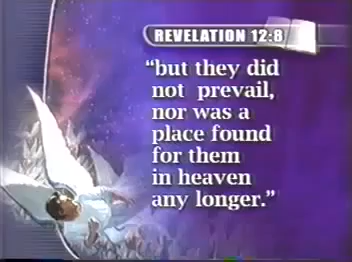 REVELATION 12:8
“but they did
not prevail,
nor was a
place found
for them
in heaven
any longer.”